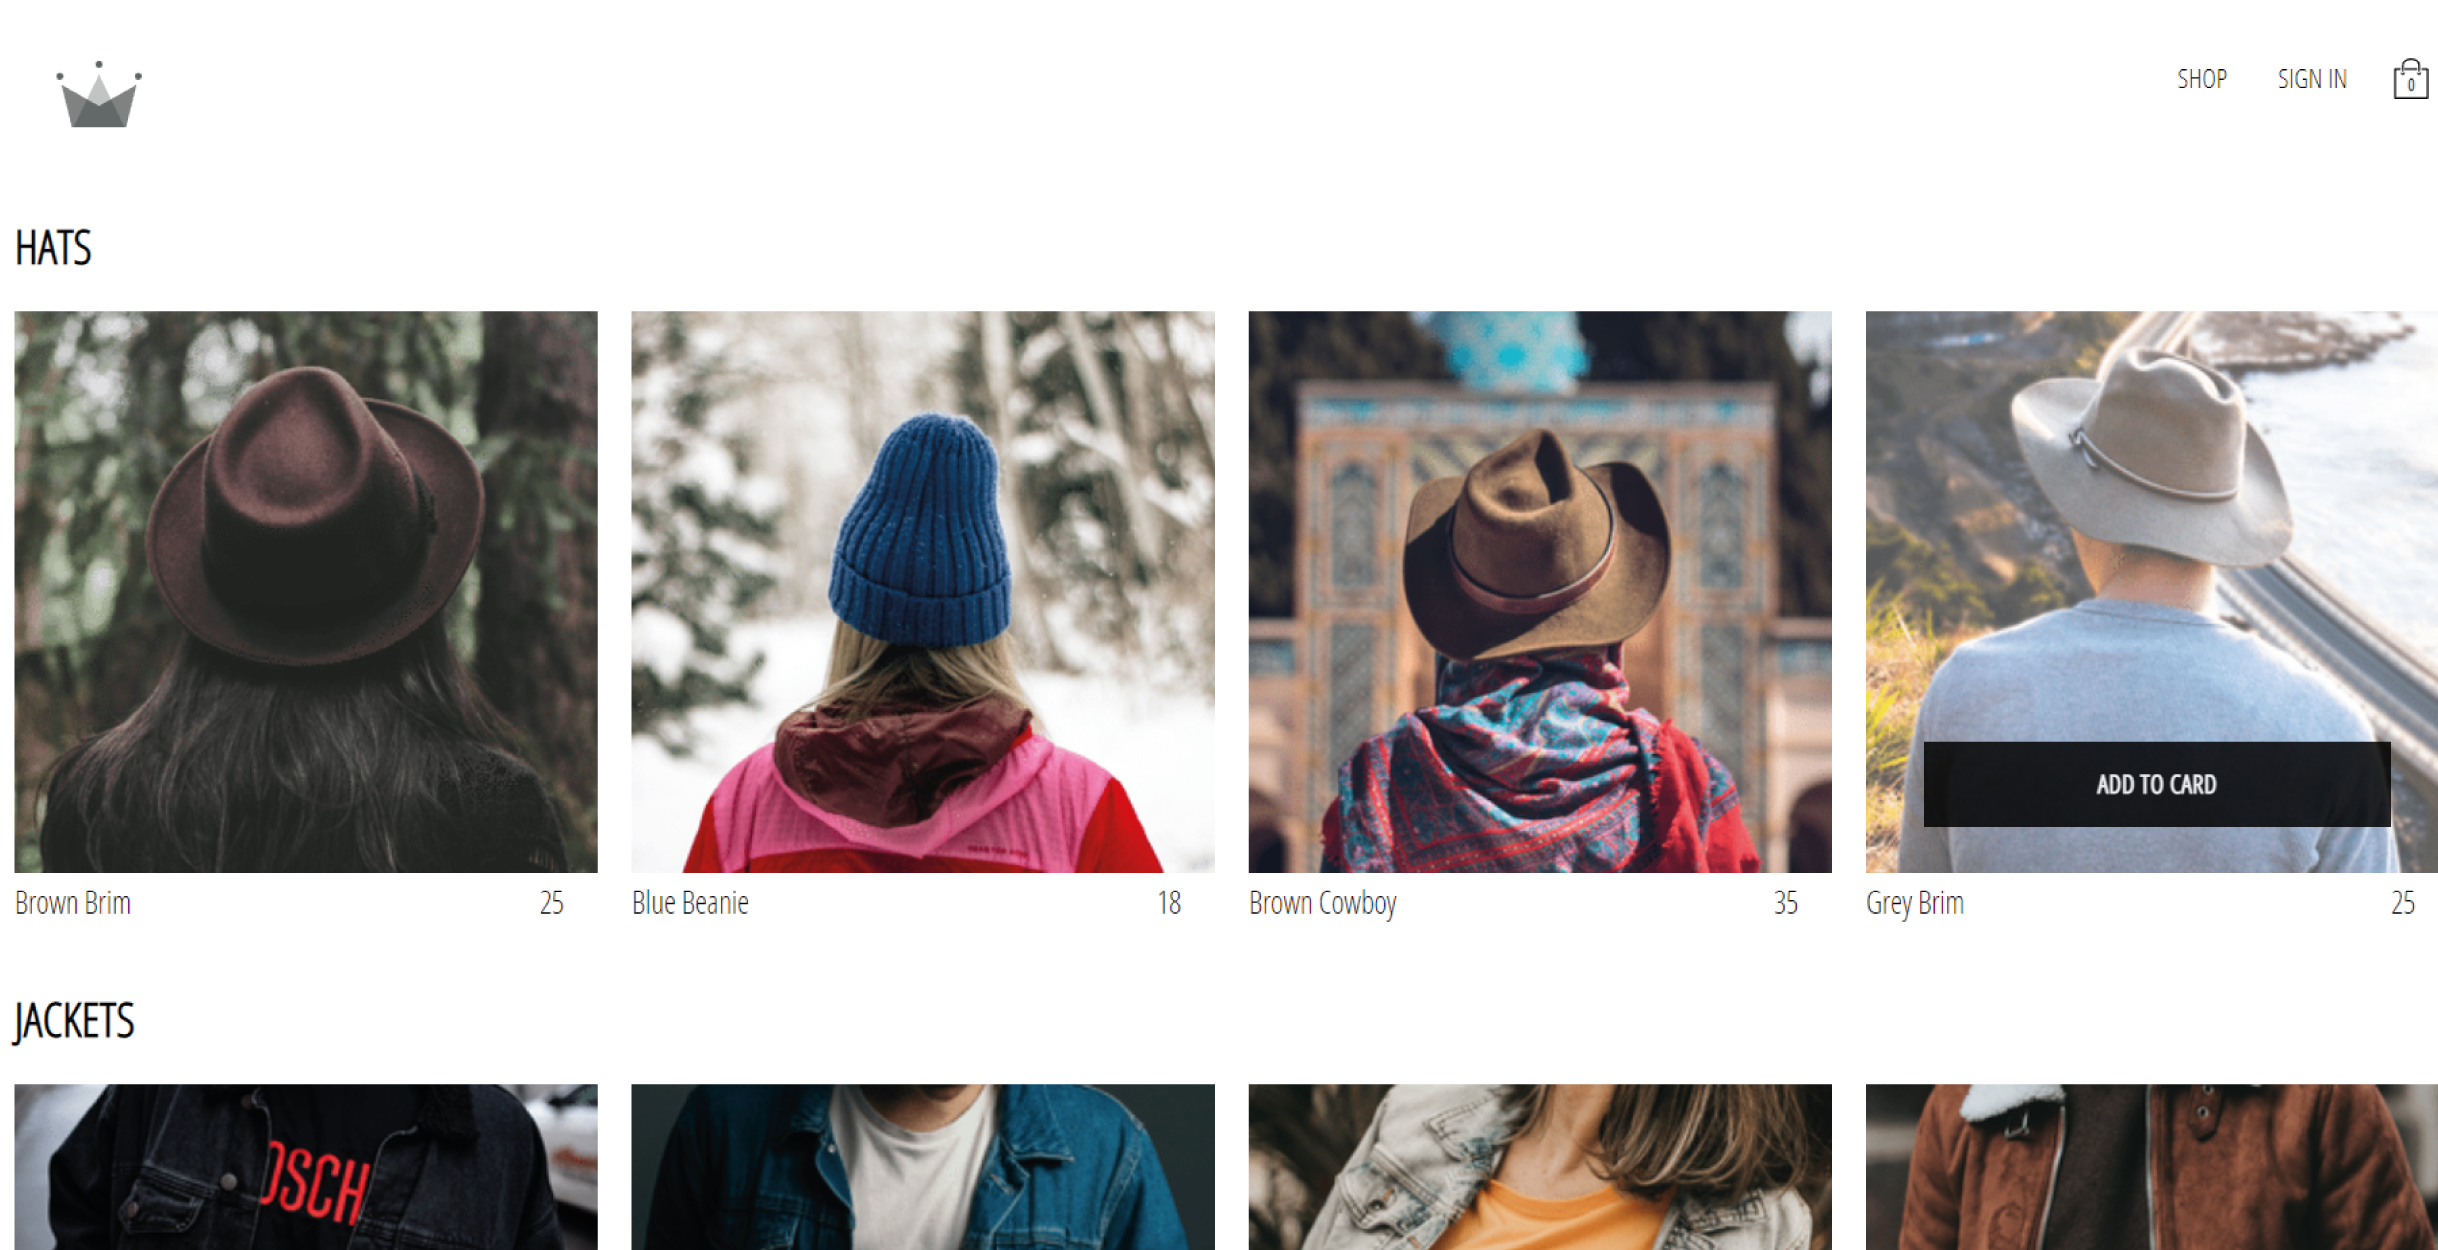 SHOP SIGN IN 0
HATS
ADD TO CARD
Brown Brim 25
Blue Beanie 18
Brown Cowboy 35
Grey Brim 25
JACKETS
OSCH